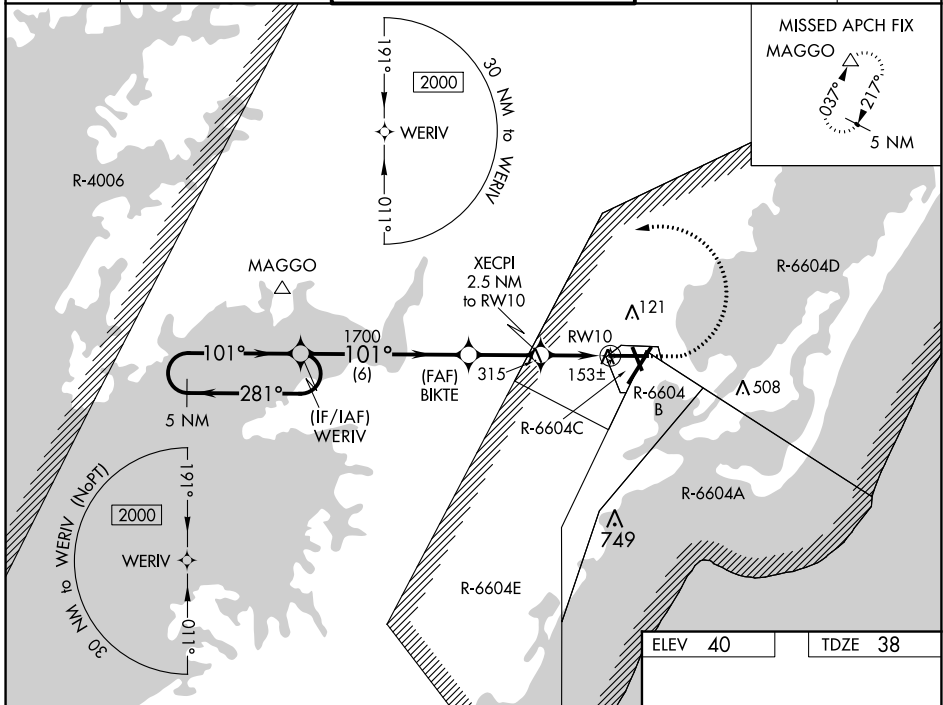 MISSED APCH FIX
MAGGO
037°
217°
5 NM
191°
2000
WERIV
011°
30 NM to WERIV
R-4006
MAGGO
XECPI
2.5 NM
to RW10
R-6604D
121
101°
1700
101°
(6)
RW10
315
153±
281°
(FAF)
BIKTE
5 NM
(IF/IAF)
WERIV
R-6604
B
508
R-6604C
191°
2000
WERIV
011°
30 NM to WERIV (NoPT)
R-6604A
749
R-6604E
ELEV 40
TDZE 38